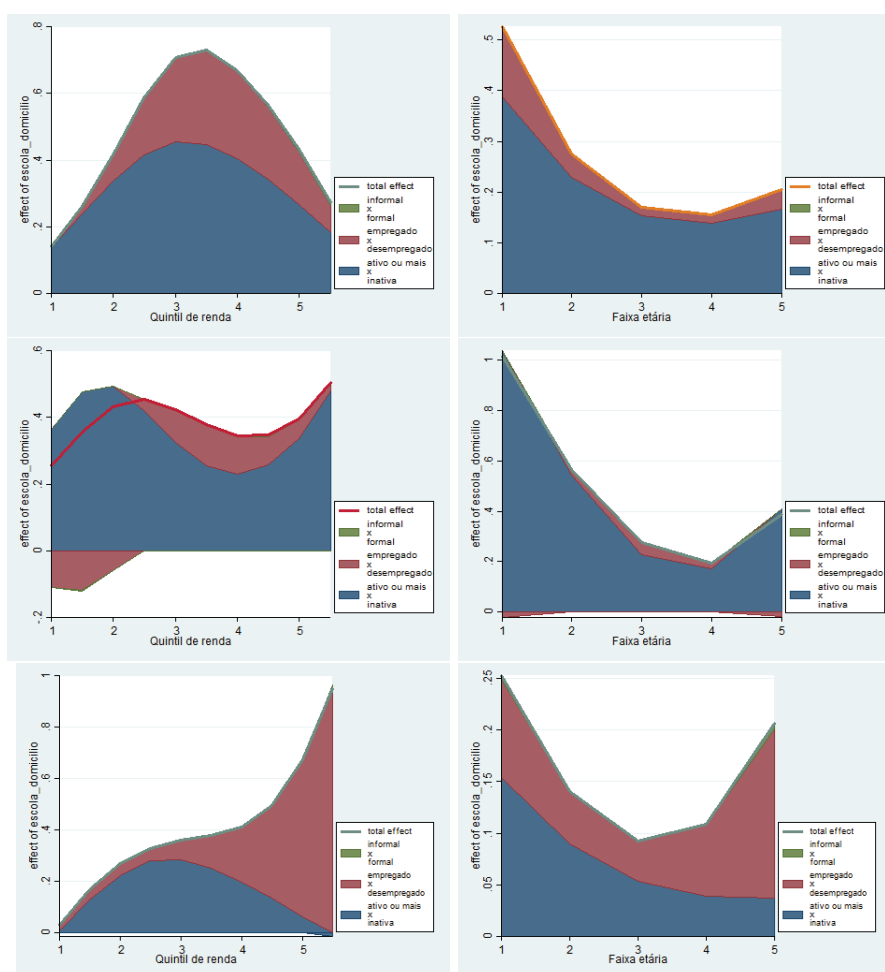 effect of escola_domicilio
.8
.6
.4
.2
0
1 2 3 4 5
Quintil de renda
total effect
informal
x
formal
empregado
x
desempregado
ativo ou mais
x
inativa
effect of escola_domicilio
.5
.4
.3
.2
.1
0
1 2 3 4 5
Faixa etária
total effect
informal
x
formal
empregado
x
desempregado
ativo ou mais
x
inativa
effect of escola_domicilio
.6
.4
.2
0
-.2
1 2 3 4 5
Quintil de renda
total effect
informal
x
formal
empregado
x
desempregado
ativo ou mais
x
inativa
effect of escola_domicilio
1
.8
.6
.4
.2
0
1 2 3 4 5
Faixa etária
total effect
informal
x
formal
empregado
x
desempregado
ativo ou mais
x
inativa
effect of escola_domicilio
1
.8
.6
.4
.2
0
1 2 3 4 5
Quintil de renda
total effect
informal
x
formal
empregado
x
desempregado
ativo ou mais
x
inativa
effect of escola_domicilio
.25
.2
.15
.1
.05
0
1 2 3 4 5
Faixa etária
total effect
informal
x
formal
empregado
x
desempregado
ativo ou mais
x
inativa